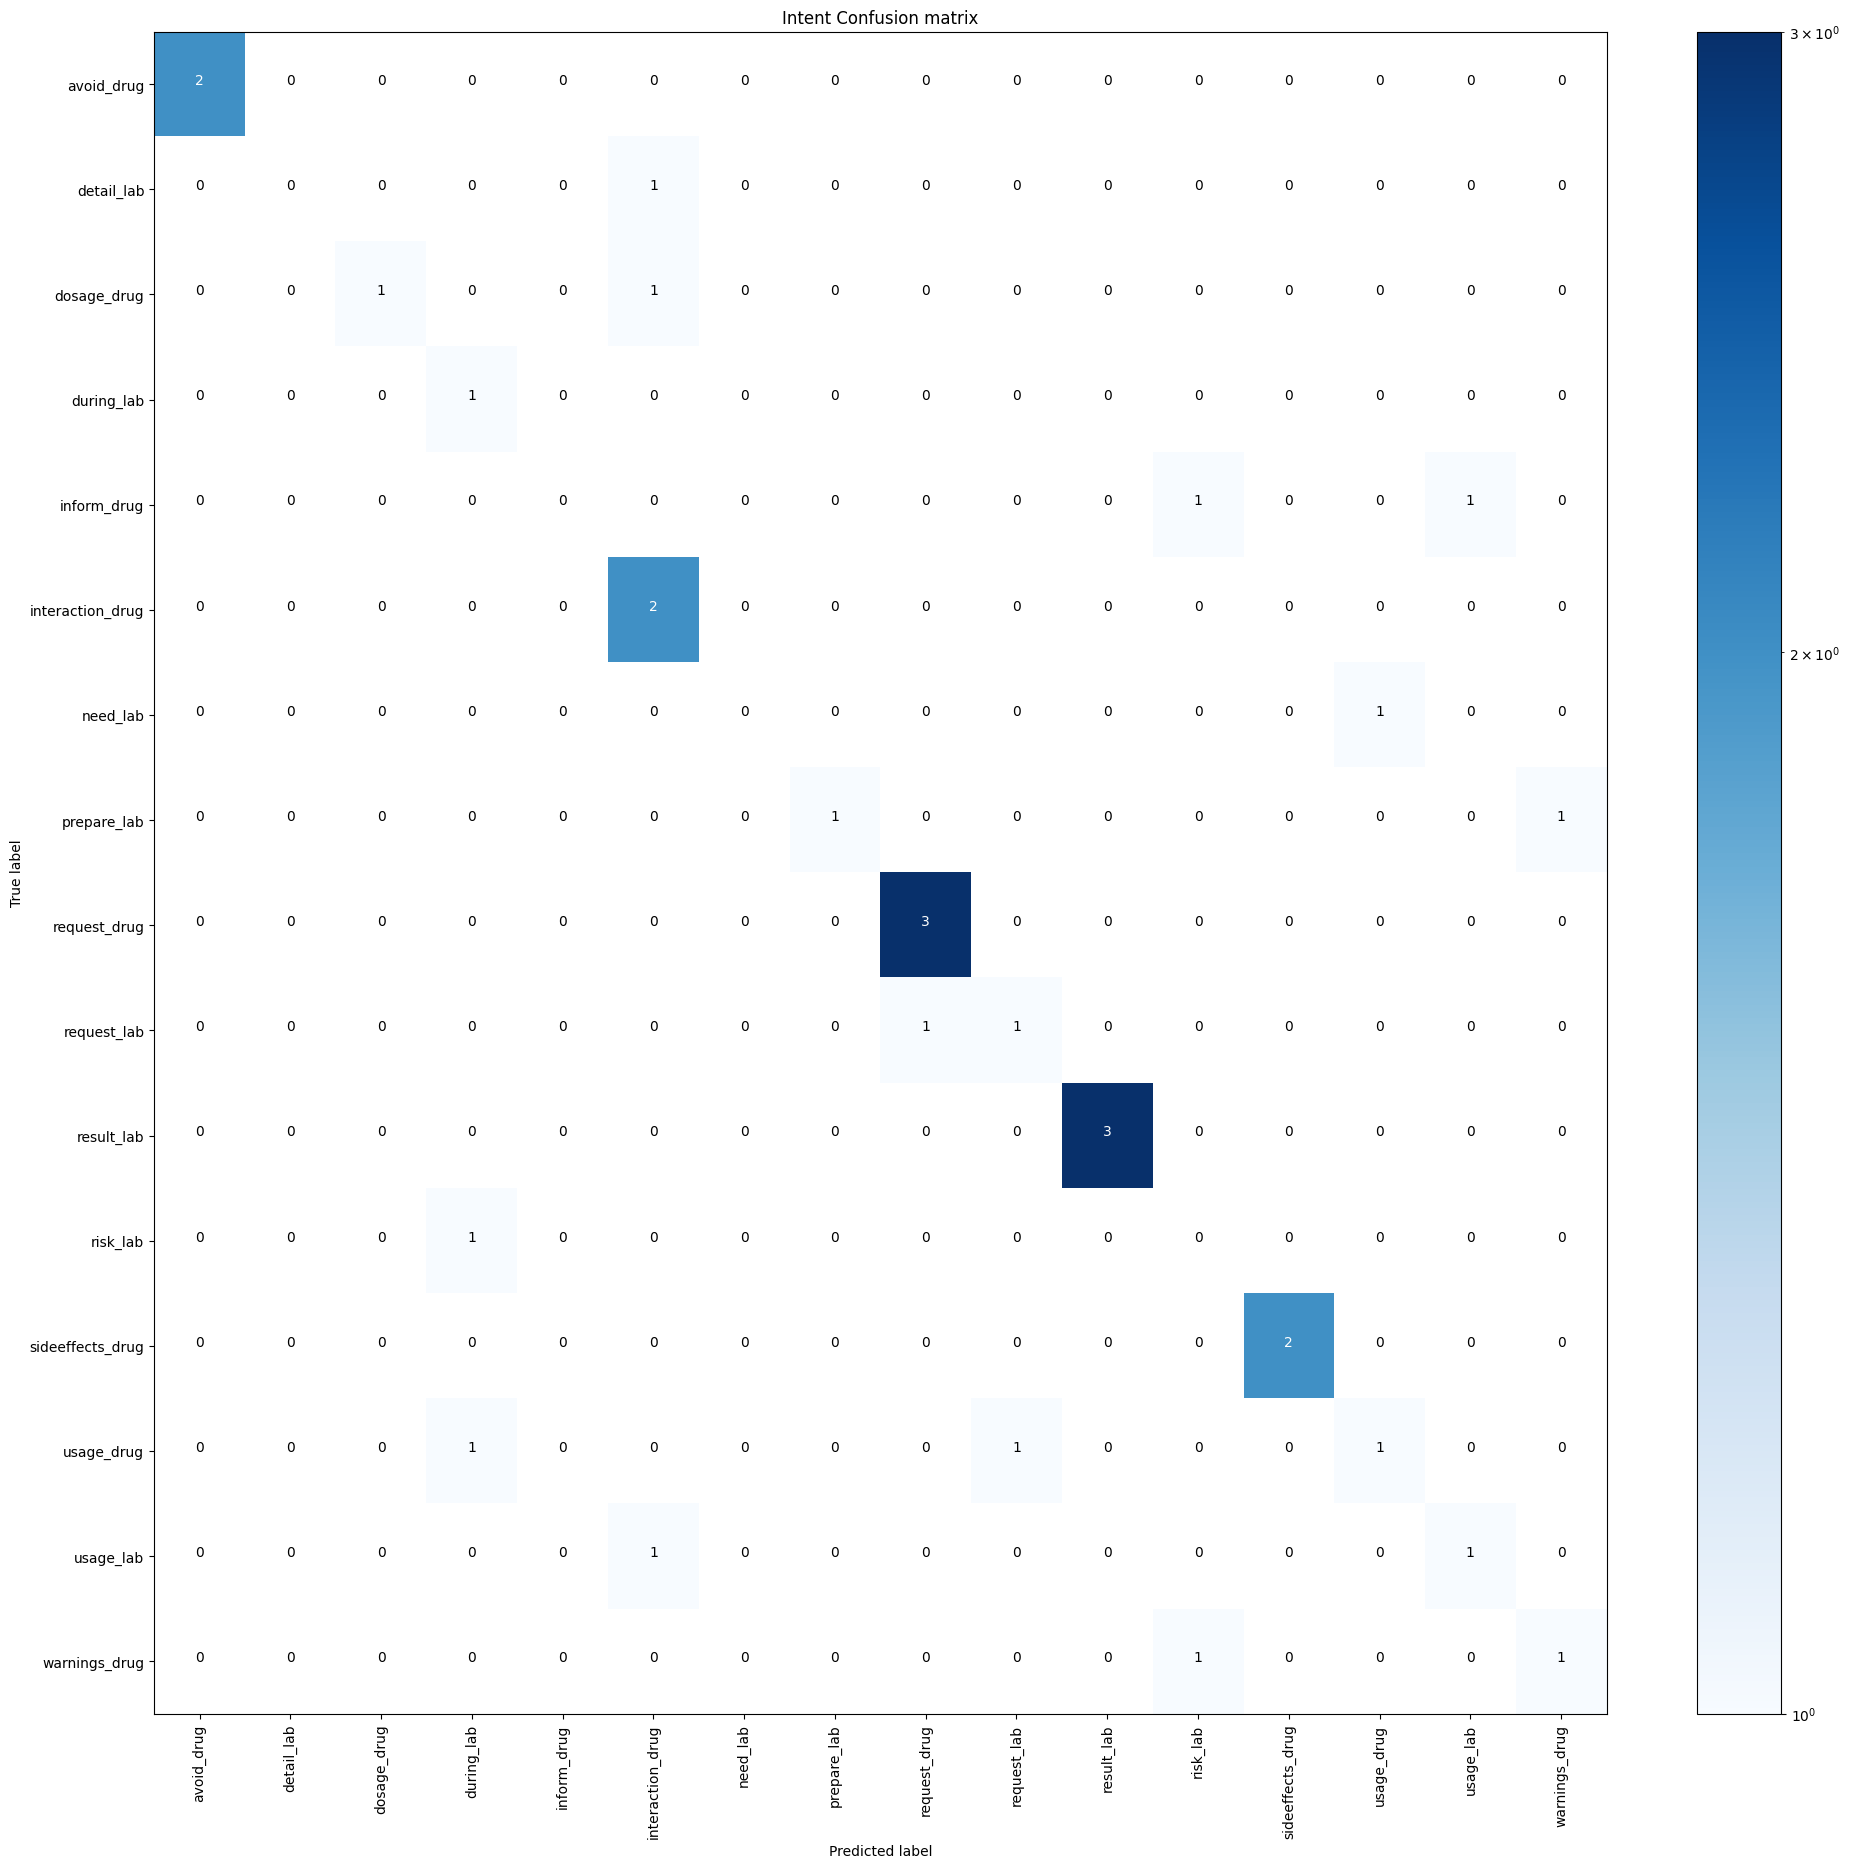 Intent Confusion matrix
avoid_drug 2 0 0 0 0 0 0 0 0 0 0 0 0 0 0 0
detail_lab 0 0 0 0 0 1 0 0 0 0 0 0 0 0 0 0
dosage_drug 0 0 1 0 0 1 0 0 0 0 0 0 0 0 0 0
during_lab 0 0 0 1 0 0 0 0 0 0 0 0 0 0 0 0
inform_drug 0 0 0 0 0 0 0 0 0 0 0 1 0 0 1 0
interaction_drug 0 0 0 0 0 2 0 0 0 0 0 0 0 0 0 0
need_lab 0 0 0 0 0 0 0 0 0 0 0 0 0 1 0 0
prepare_lab 0 0 0 0 0 0 0 1 0 0 0 0 0 0 0 1
request_drug 0 0 0 0 0 0 0 0 3 0 0 0 0 0 0 0
request_lab 0 0 0 0 0 0 0 0 1 1 0 0 0 0 0 0
result_lab 0 0 0 0 0 0 0 0 0 0 3 0 0 0 0 0
risk_lab 0 0 0 1 0 0 0 0 0 0 0 0 0 0 0 0
sideeffects_drug 0 0 0 0 0 0 0 0 0 0 0 0 2 0 0 0
usage_drug 0 0 0 1 0 0 0 0 0 1 0 0 0 1 0 0
usage_lab 0 0 0 0 0 1 0 0 0 0 0 0 0 0 1 0
warnings_drug 0 0 0 0 0 0 0 0 0 0 0 1 0 0 0 1
True label
avoid_drug
detail_lab
dosage_drug
during_lab
inform_drug
interaction_drug
need_lab
prepare_lab
request_drug
request_lab
result_lab
risk_lab
sideeffects_drug
usage_drug
usage_lab
warnings_drug
Predicted label
3 × 10⁰
2 × 10⁰
10⁰